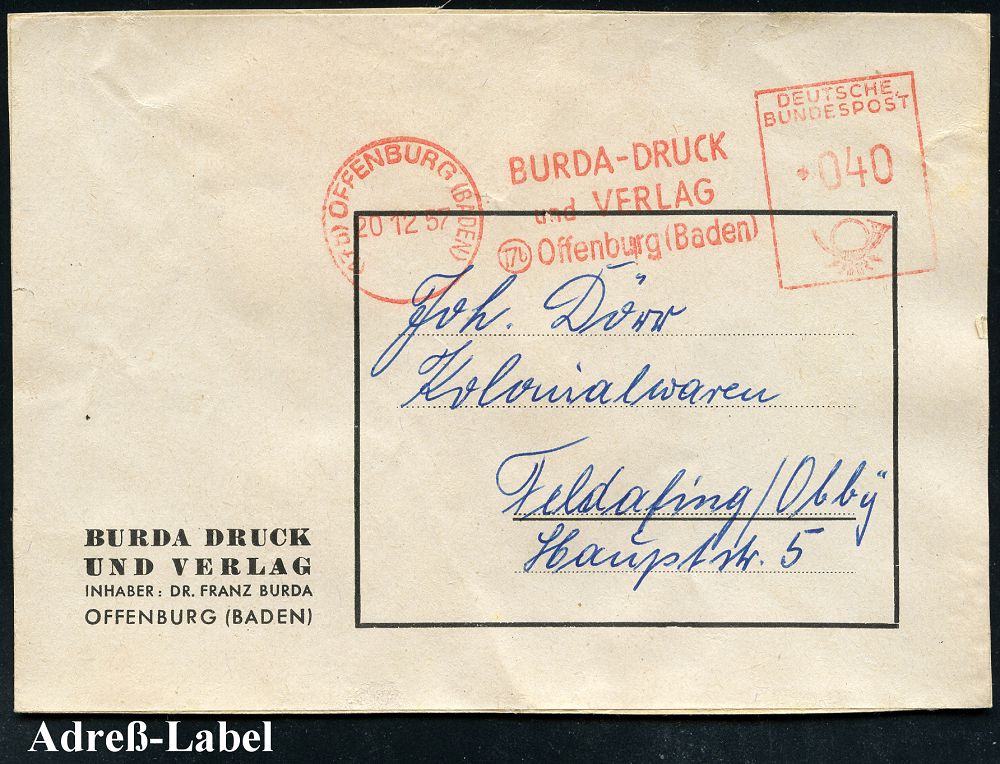 DEUTSCHE
BUNDESPOST
*040
BURDA-DRUCK
und VERLAG
(17b) Offenburg (Baden)
(17b) OFFENBURG (BADEN)
20 12 57
Joh. Dörr
Kolonialwaren
Feldafing/Obby
Hauptstr. 5
BURDA DRUCK
UND VERLAG
INHABER: DR. FRANZ BURDA
OFFENBURG (BADEN)
Adreß-Label